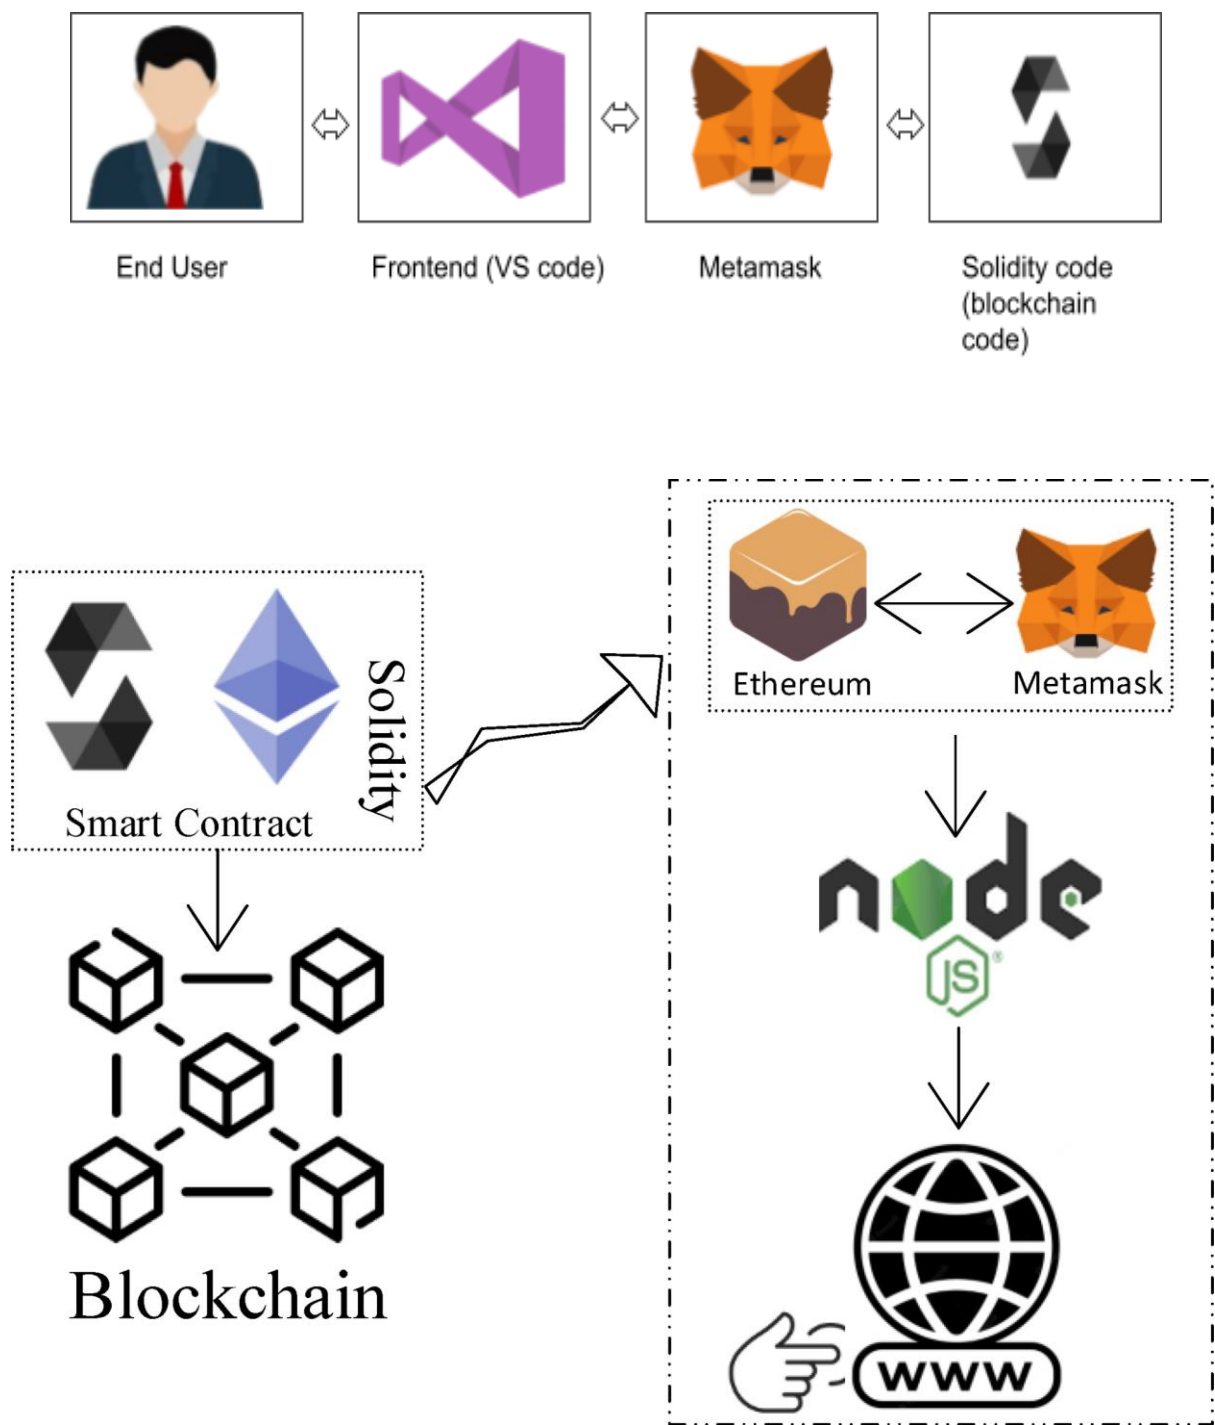 End User
Frontend (VS code)
Metamask
Solidity code
(blockchain
code)
Ethereum
Metamask
Solidity
Smart Contract
node
JS®
Blockchain
www